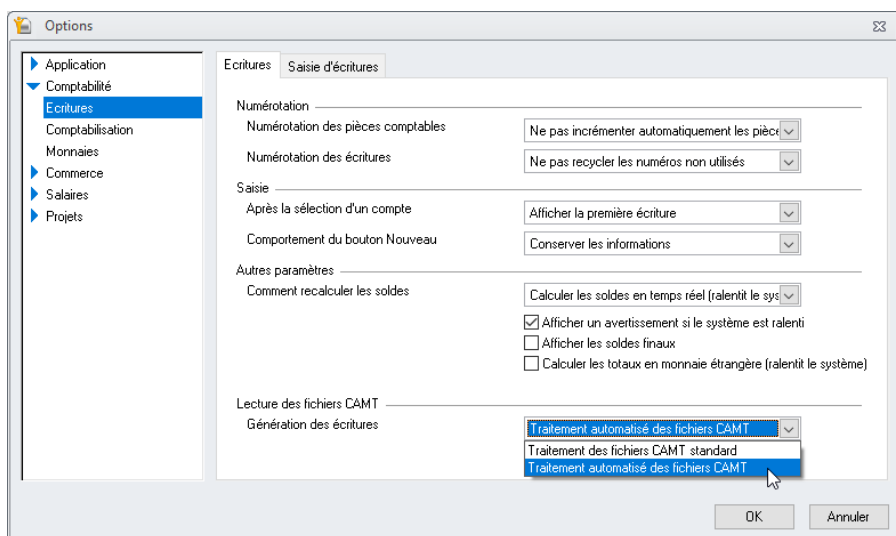 Options
Application
Comptabilité
Ecritures
Comptabilisation
Monnaies
Commerce
Salaires
Projets
Ecritures
Saisie d'écritures
Numérotation
Numérotation des pièces comptables
Ne pas incrémenter automatiquement les pièce
Numérotation des écritures
Ne pas recycler les numéros non utilisés
Saisie
Après la sélection d'un compte
Afficher la première écriture
Comportement du bouton Nouveau
Conserver les informations
Autres paramètres
Comment recalculer les soldes
Calculer les soldes en temps réel (ralentit le sys
Afficher un avertissement si le système est ralenti
Afficher les soldes finaux
Calculer les totaux en monnaie étrangère (ralentit le système)
Lecture des fichiers CAMT
Génération des écritures
Traitement automatisé des fichiers CAMT
Traitement des fichiers CAMT standard
Traitement automatisé des fichiers CAMT
OK
Annuler